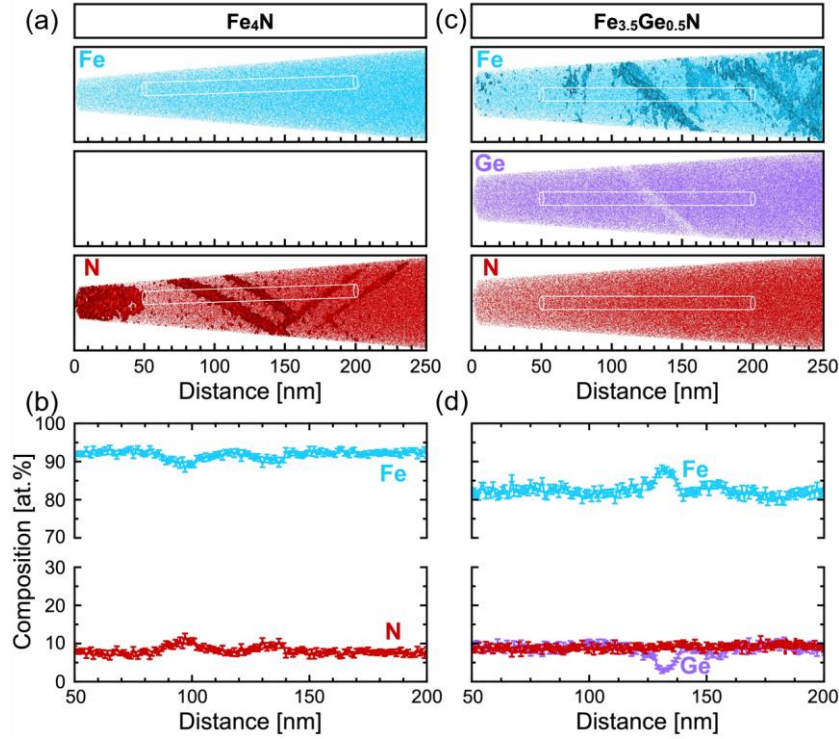 (a)
Fe₄N
Fe
N
0 50 100 150 200 250
Distance [nm]
(c)
Fe₃.₅Ge₀.₅N
Fe
Ge
N
0 50 100 150 200 250
Distance [nm]
(b)
Composition [at.%]
100
90
80
70
30
20
10
0
Fe
N
50 100 150 200
Distance [nm]
(d)
Fe
N
Ge
50 100 150 200
Distance [nm]